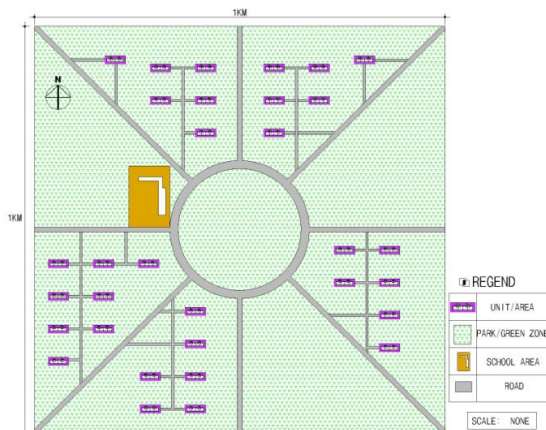 1KM
N
1KM
REGEND
UNIT/AREA
PARK/GREEN ZONE
SCHOOL AREA
ROAD
SCALE: NONE